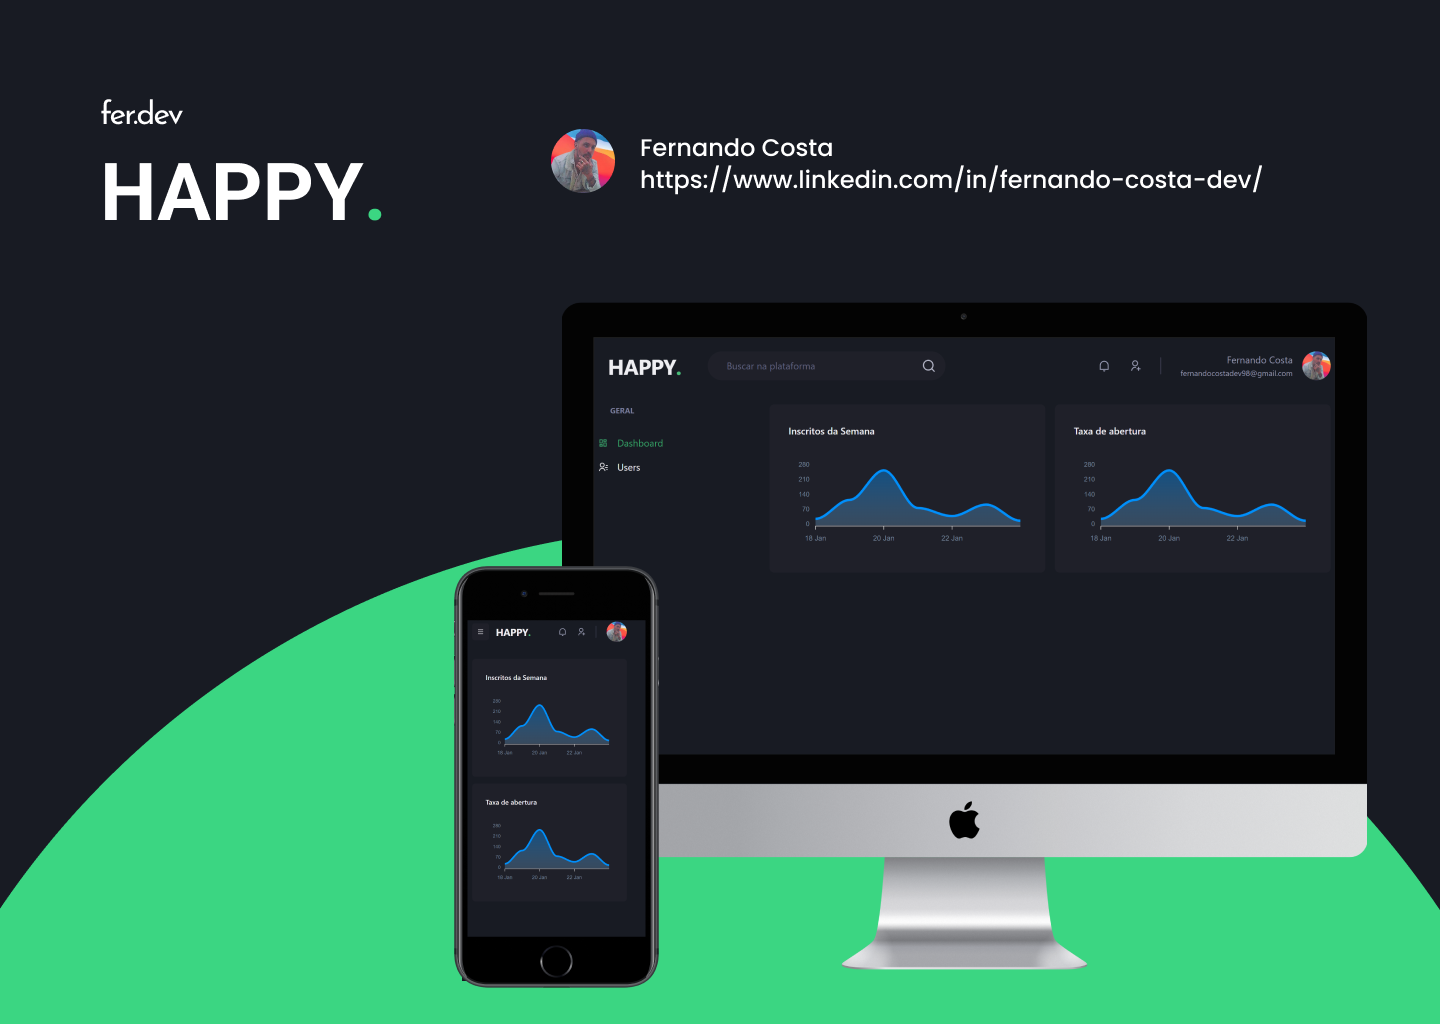 fer.dev
HAPPY.
Fernando Costa
https://www.linkedin.com/in/fernando-costa-dev/
HAPPY.
Buscar na plataforma
Fernando Costa
fernandocostadev98@gmail.com
GERAL
Dashboard
Users
Inscritos da Semana
280
210
140
70
0
18 Jan 20 Jan 22 Jan
Taxa de abertura
280
210
140
70
0
18 Jan 20 Jan 22 Jan
HAPPY.
Inscritos da Semana
280
210
140
70
0
18 Jan 20 Jan 22 Jan
Taxa de abertura
280
210
140
70
0
18 Jan 20 Jan 22 Jan